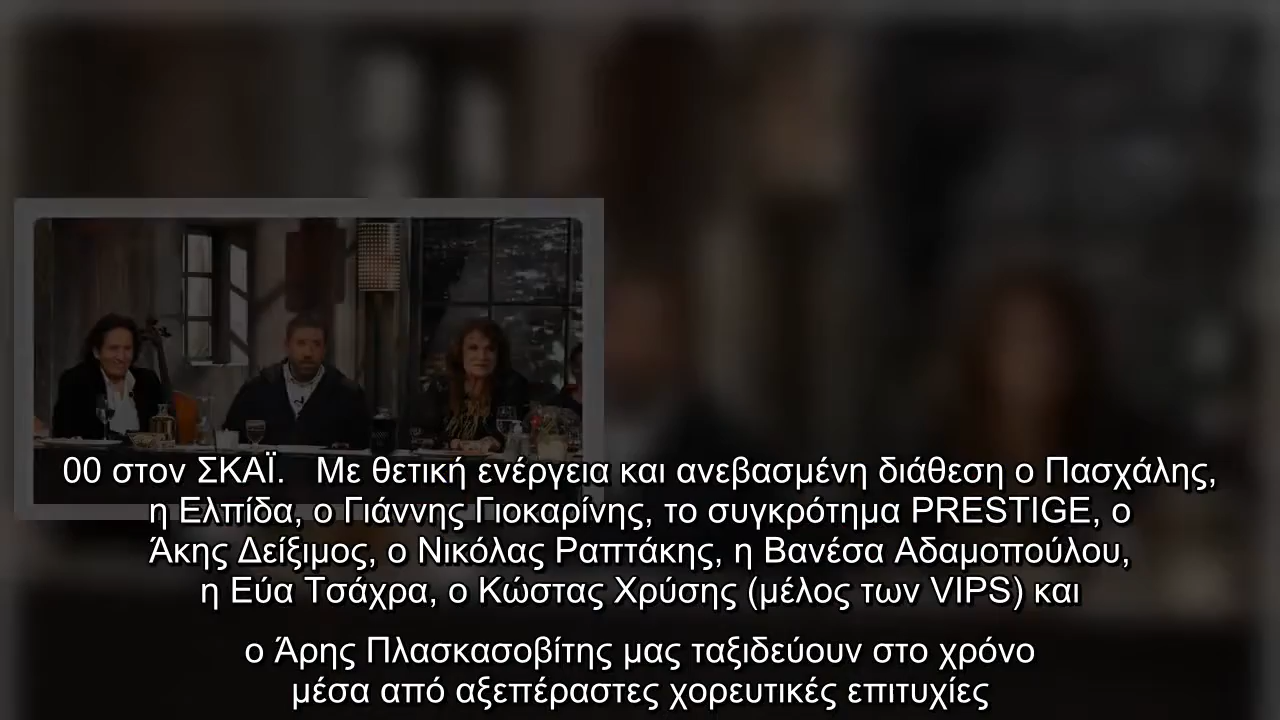 00 στον ΣΚΑΪ.   Με θετική ενέργεια και ανεβασμένη διάθεση ο Πασχάλης,
η Ελπίδα, ο Γιάννης Γιοκαρίνης, το συγκρότημα PRESTIGE, ο
Άκης Δείξιμος, ο Νικόλας Ραπτάκης, η Βανέσα Αδαμοπούλου,
η Εύα Τσάχρα, ο Κώστας Χρύσης (μέλος των VIPS) και
ο Άρης Πλασκασοβίτης μας ταξιδεύουν στο χρόνο
μέσα από αξεπέραστες χορευτικές επιτυχίες